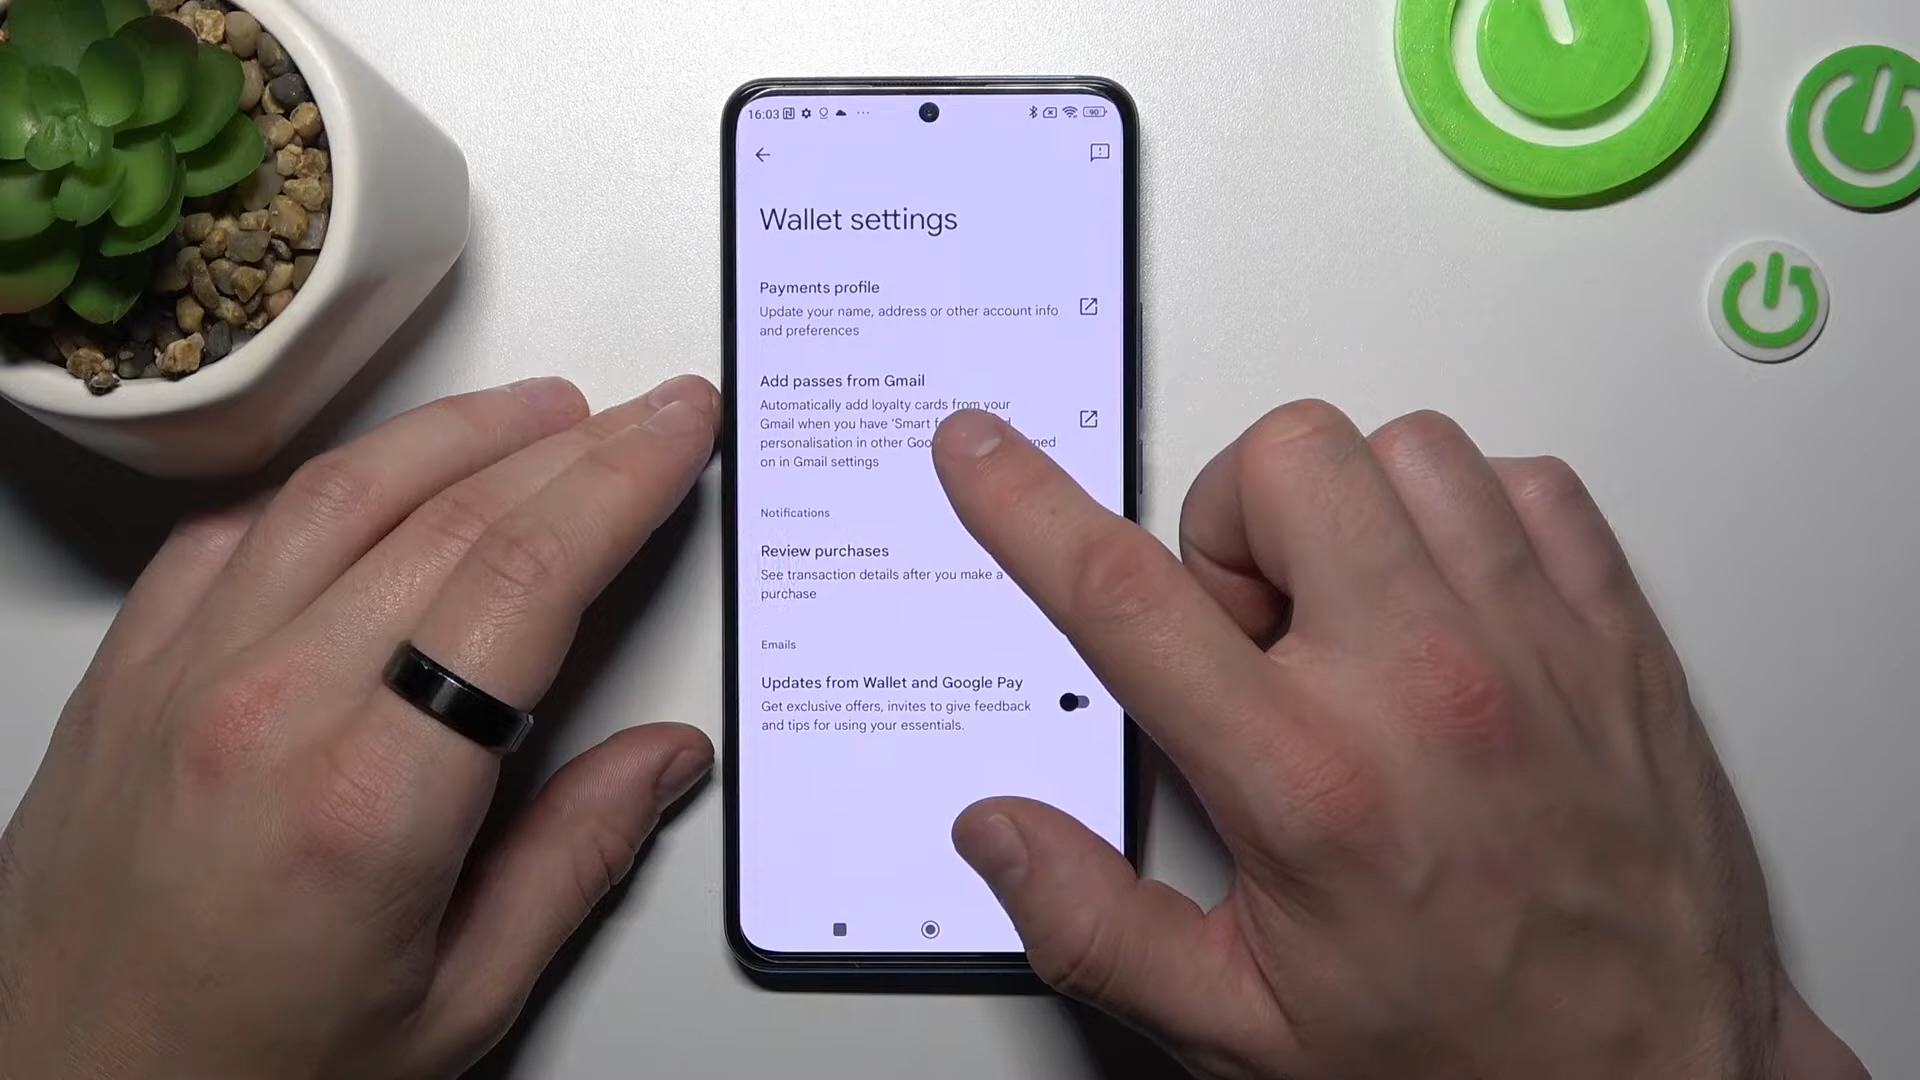 16:03
90
Wallet settings
Payments profile
Update your name, address or other account info
and preferences
Add passes from Gmail
Automatically add loyalty cards from your
Gmail when you have 'Smart
personalisation in other
on in Gmail settings
Notifications
Review purchases
See transaction details after you make a
purchase
Emails
Updates from Wallet and Google Pay
Get exclusive offers, invites to give feedback
and tips for using your essentials.